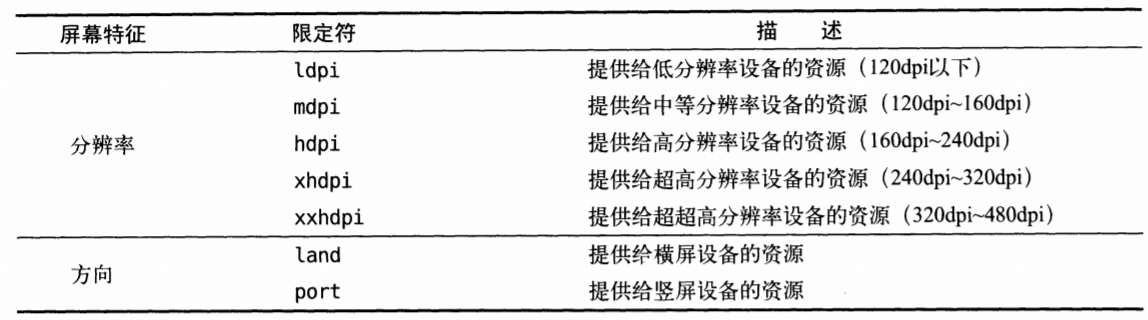 屏幕特征 限定符 描 述
ldpi 提供给低分辨率设备的资源（120dpi以下）
mdpi 提供给中等分辨率设备的资源（120dpi~160dpi）
分辨率 hdpi 提供给高分辨率设备的资源（160dpi~240dpi）
xhdpi 提供给超高分辨率设备的资源（240dpi~320dpi）
xxhdpi 提供给超超高分辨率设备的资源（320dpi~480dpi）
方向 land 提供给横屏设备的资源
port 提供给竖屏设备的资源